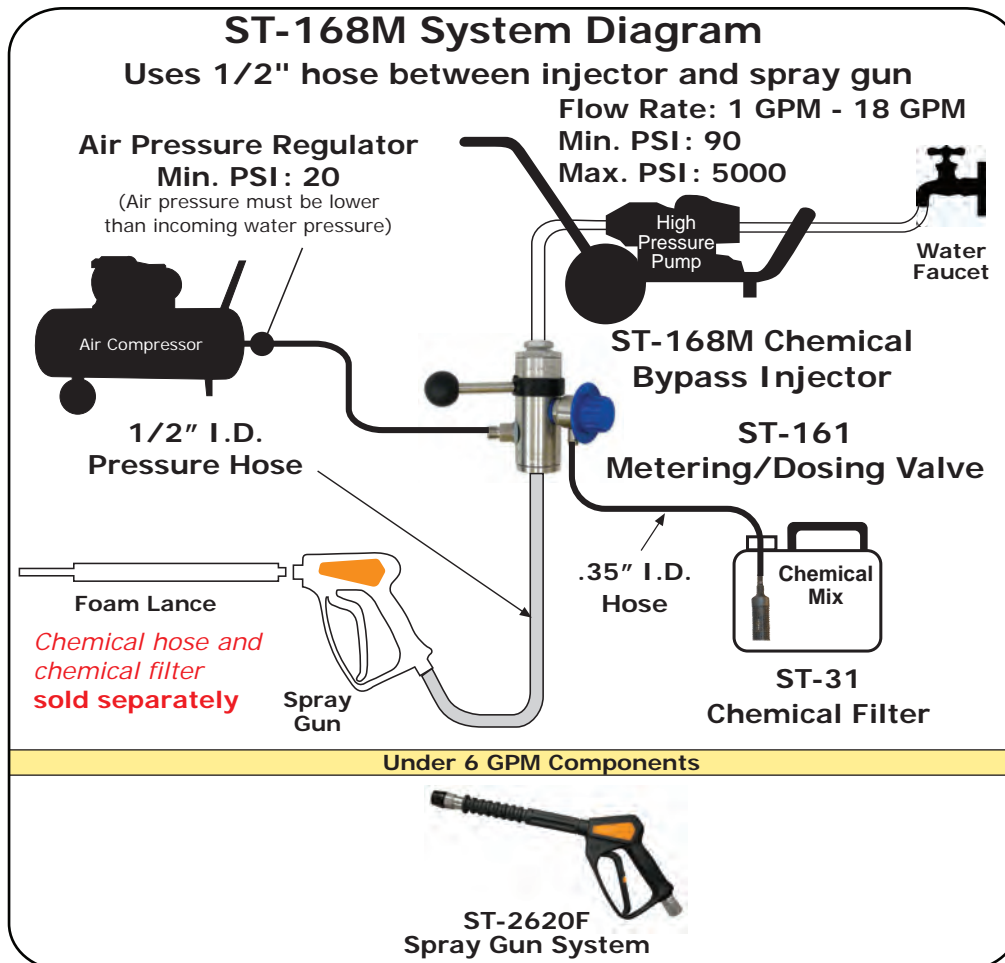 ST-168M System Diagram
Uses 1/2" hose between injector and spray gun
Flow Rate: 1 GPM - 18 GPM
Min. PSI: 90
Max. PSI: 5000
Air Pressure Regulator
Min. PSI: 20
(Air pressure must be lower
than incoming water pressure)
High
Pressure
Pump
Water
Faucet
Air Compressor
ST-168M Chemical
Bypass Injector
1/2" I.D.
Pressure Hose
ST-161
Metering/Dosing Valve
.35" I.D.
Hose
Chemical
Mix
Foam Lance
Chemical hose and
chemical filter
sold separately
Spray
Gun
ST-31
Chemical Filter
Under 6 GPM Components
ST-2620F
Spray Gun System